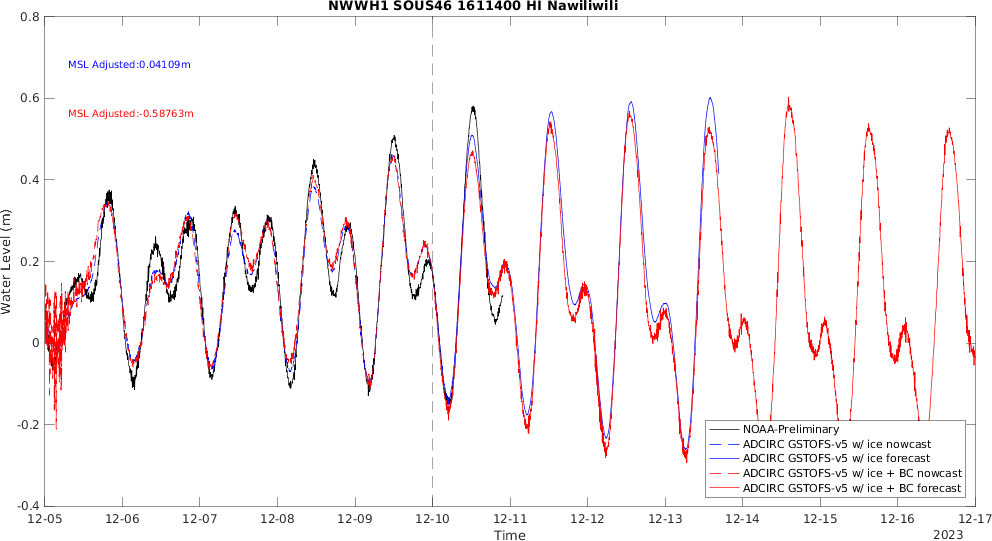 NWWH1 SOUS46 1611400 HI Nawiliwili
0.8
MSL Adjusted:0.04109m
0.6
MSL Adjusted:-0.58763m
0.4
Water Level (m)
0.2
0
-0.2
NOAA-Preliminary
ADCIRC GSTOFS-v5 w/ ice nowcast
ADCIRC GSTOFS-v5 w/ ice forecast
ADCIRC GSTOFS-v5 w/ ice + BC nowcast
ADCIRC GSTOFS-v5 w/ ice + BC forecast
-0.4
12-05 12-06 12-07 12-08 12-09 12-10 12-11 12-12 12-13 12-14 12-15 12-16 12-17
Time
2023